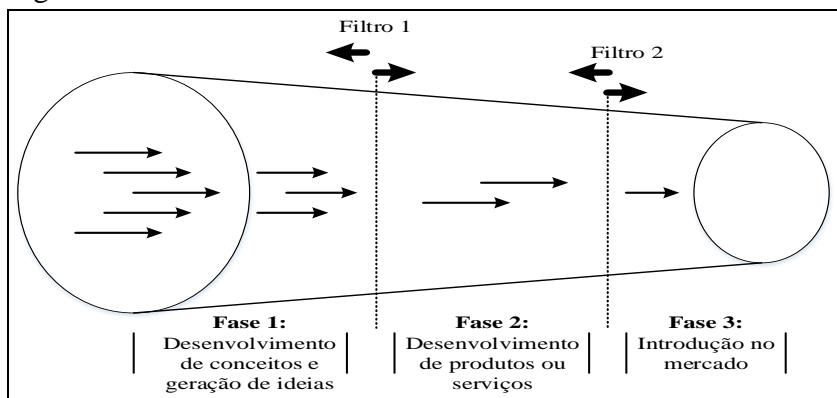 Filtro 1
Filtro 2
Fase 1:
Desenvolvimento
de conceitos e
geração de ideias
Fase 2:
Desenvolvimento
de produtos ou
serviços
Fase 3:
Introdução no
mercado